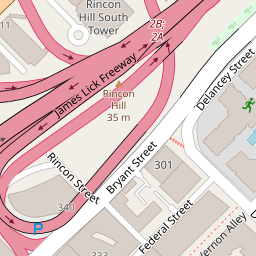 Rincon
Hill South
Tower
2B;
2A
James Lick Freeway
Rincon
Hill
35 m
Delancey Street
11
Rincon Street
Bryant Street
301
340
P
Federal Street
Vernon Alley
333